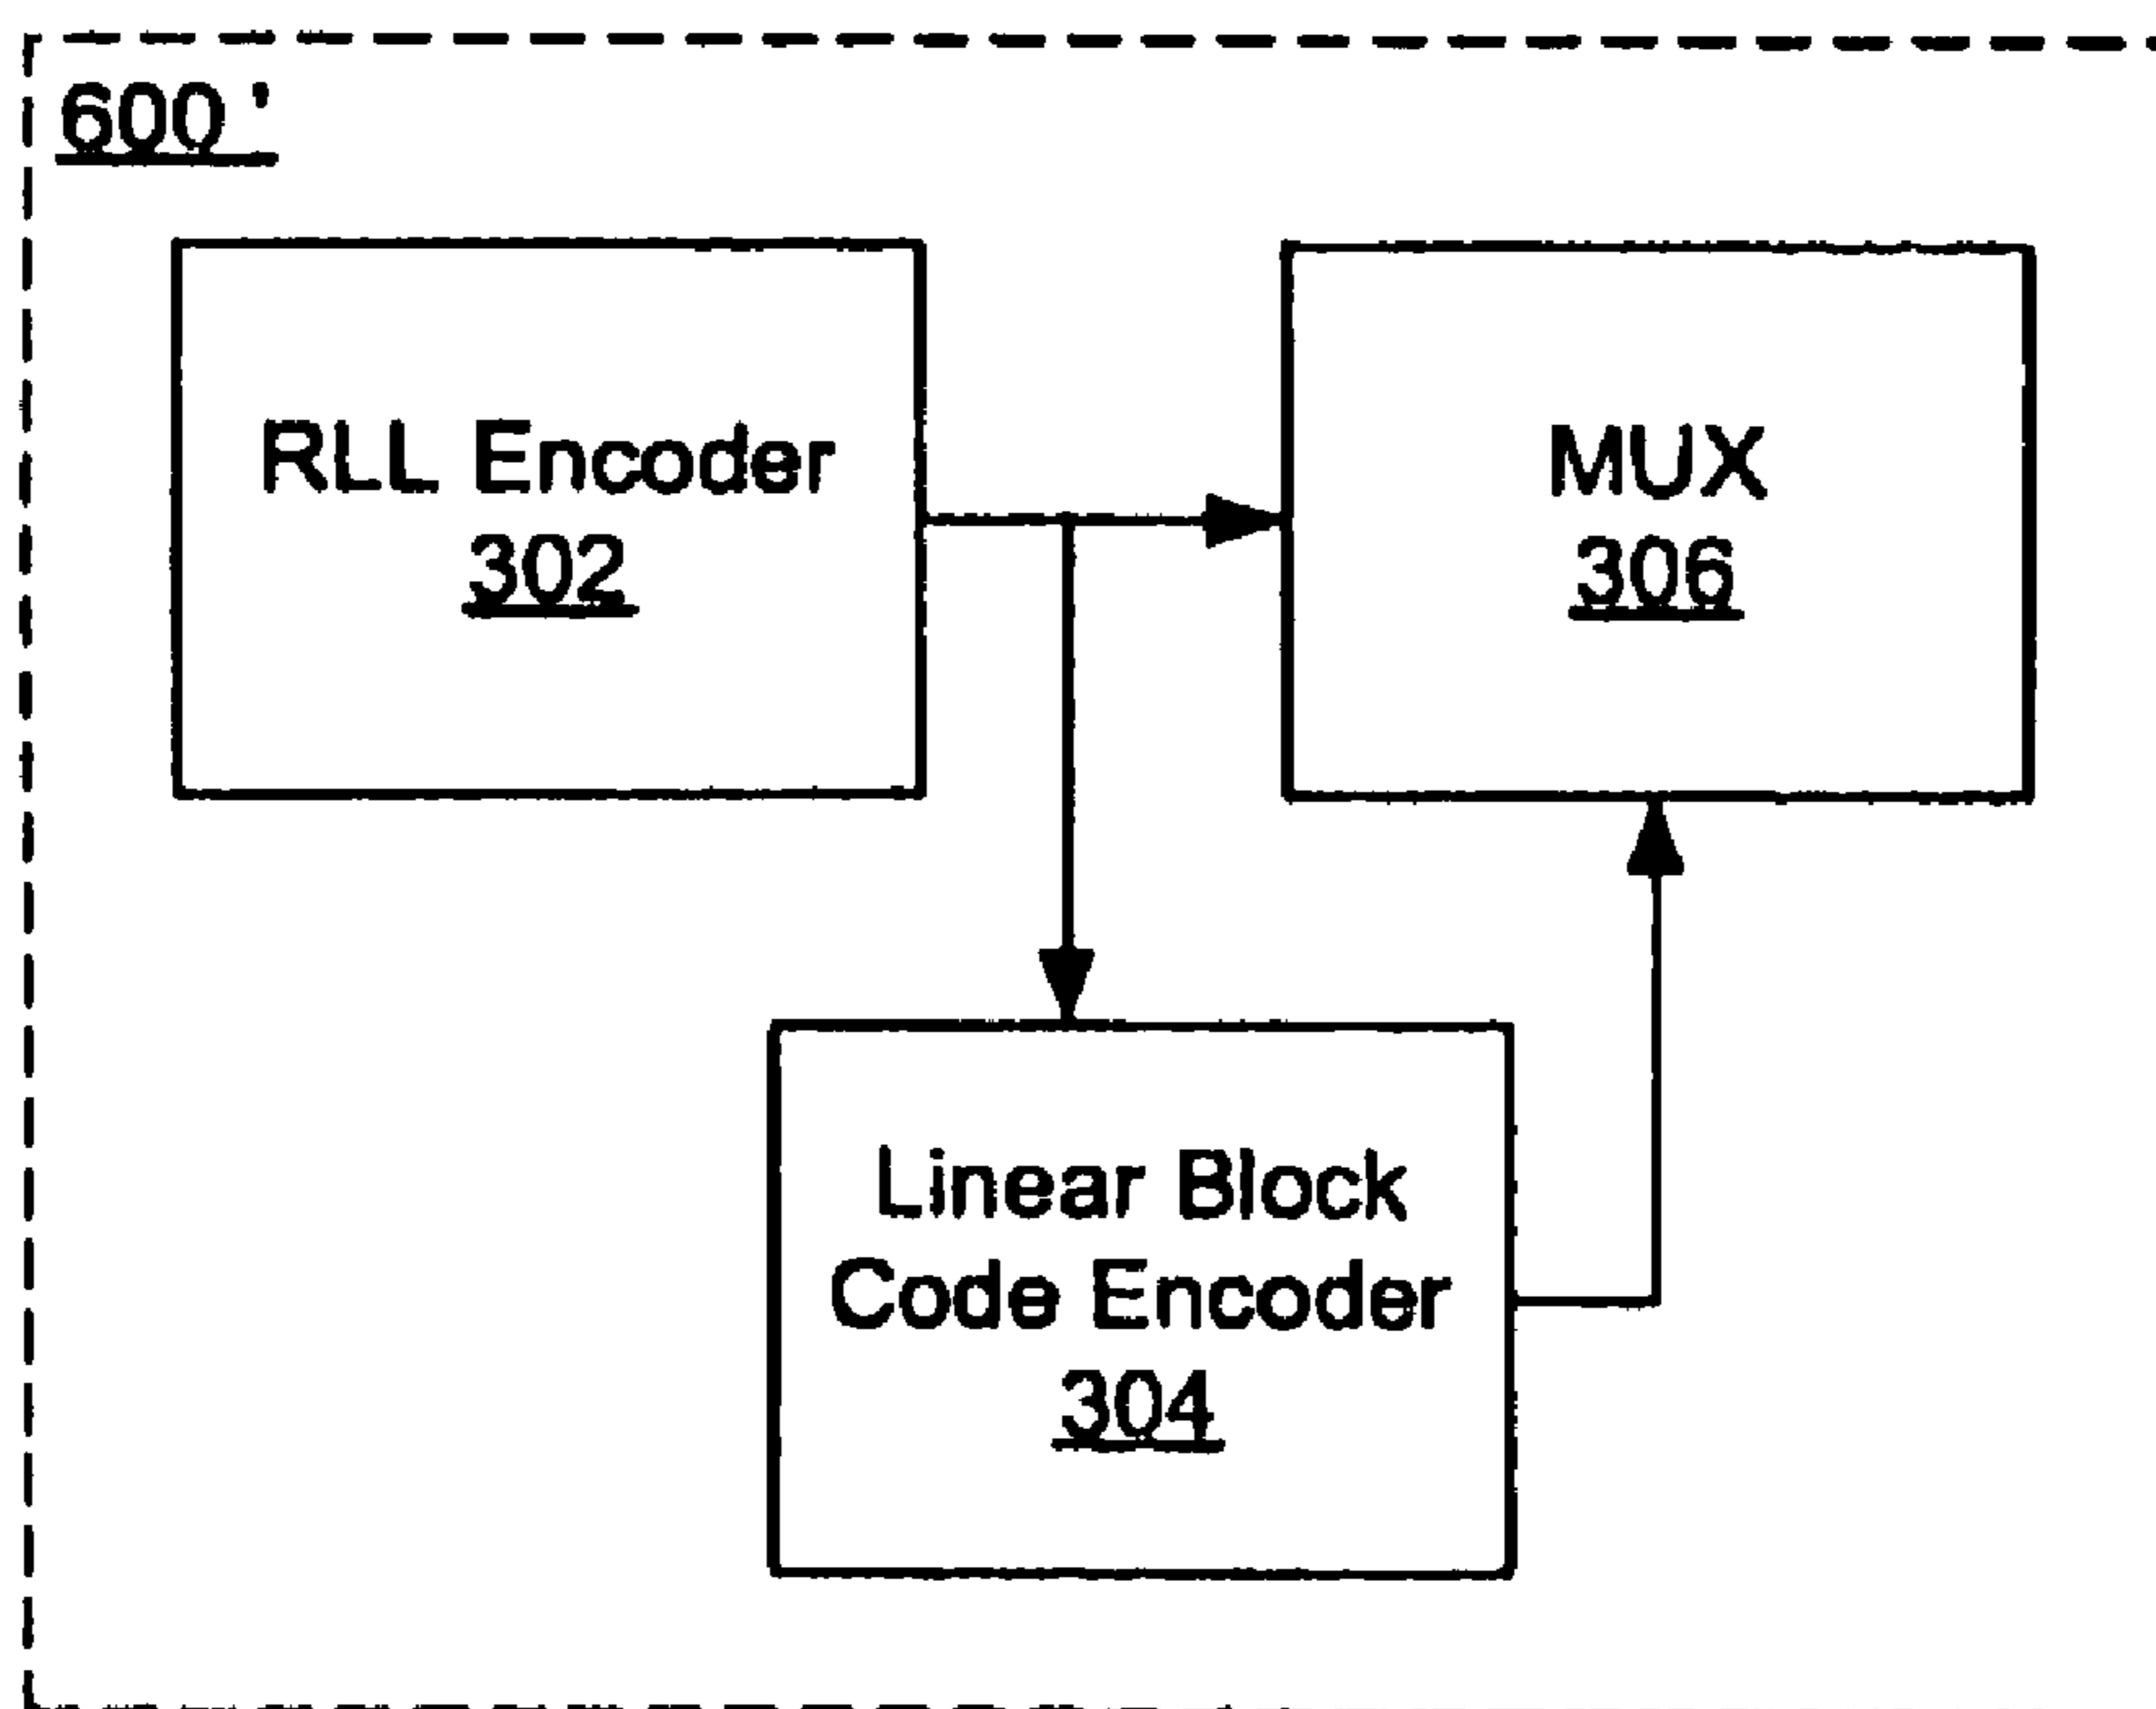 600'
RLL Encoder
302
MUX
306
Linear Block
Code Encoder
304